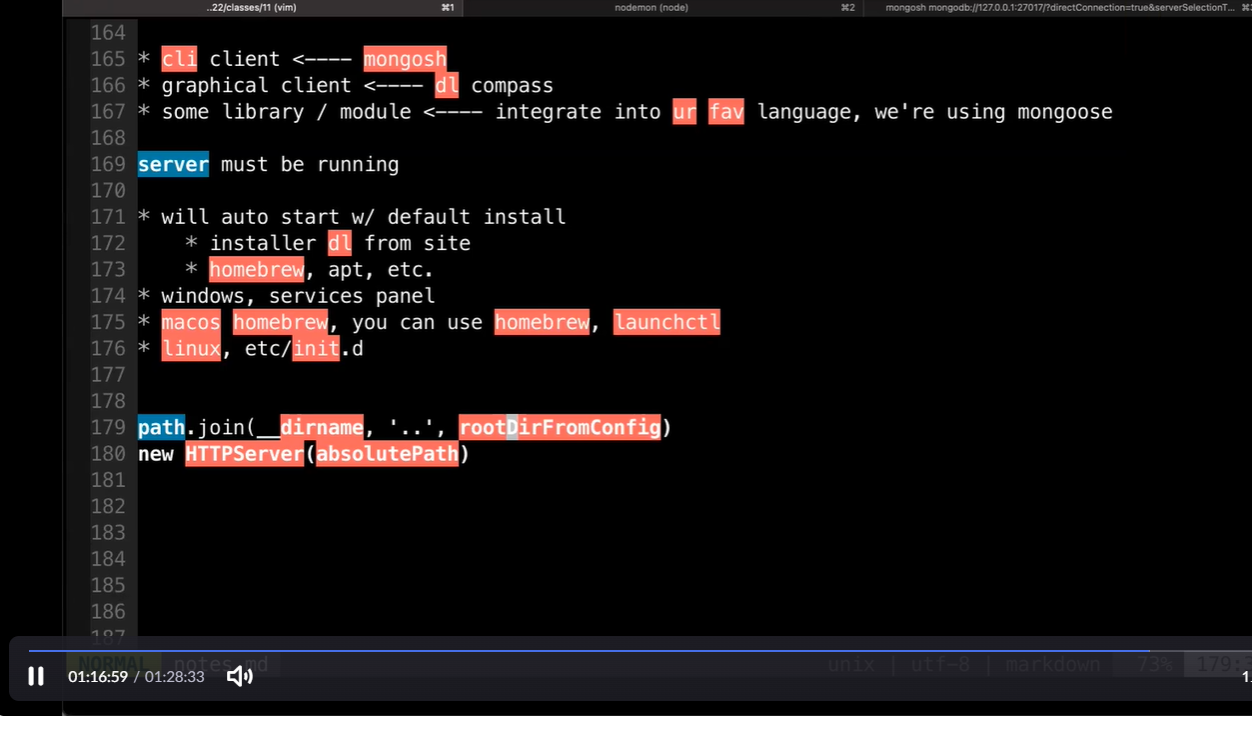 ..22/classes/11 (vim) ⌘1 nodemon (node) ⌘2 mongosh mongodb://127.0.0.1:27017/?directConnection=true&serverSelectionT... ⌘
164
165 * cli client <---- mongosh
166 * graphical client <---- dl compass
167 * some library / module <---- integrate into ur fav language, we're using mongoose
168
169 server must be running
170
171 * will auto start w/ default install
172 * installer dl from site
173 * homebrew, apt, etc.
174 * windows, services panel
175 * macos homebrew, you can use homebrew, launchctl
176 * linux, etc/init.d
177
178
179 path.join(__dirname, '..', rootDirFromConfig)
180 new HTTPServer(absolutePath)
181
182
183
184
185
186
187
NORMAL notes.md unix | utf-8 | markdown 73% 179:
01:16:59 / 01:28:33 1.